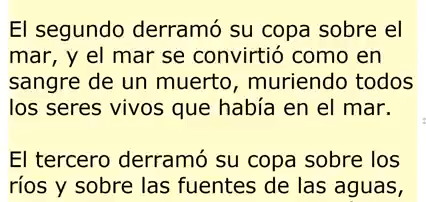 El segundo derramó su copa sobre el
mar, y el mar se convirtió como en
sangre de un muerto, muriendo todos
los seres vivos que había en el mar.
El tercero derramó su copa sobre los
ríos y sobre las fuentes de las aguas,